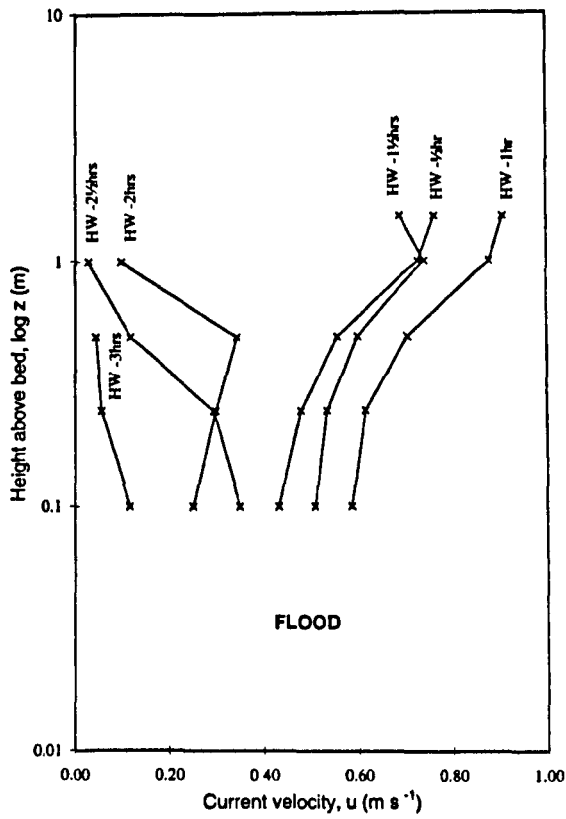 10
HW -2½hrs
HW -2hrs
HW -1½hrs
HW -½hr
HW -1hr
1
HW -3hrs
Height above bed, log z (m)
0.1
FLOOD
0.01
0.00 0.20 0.40 0.60 0.80 1.00
Current velocity, u (m s⁻¹)